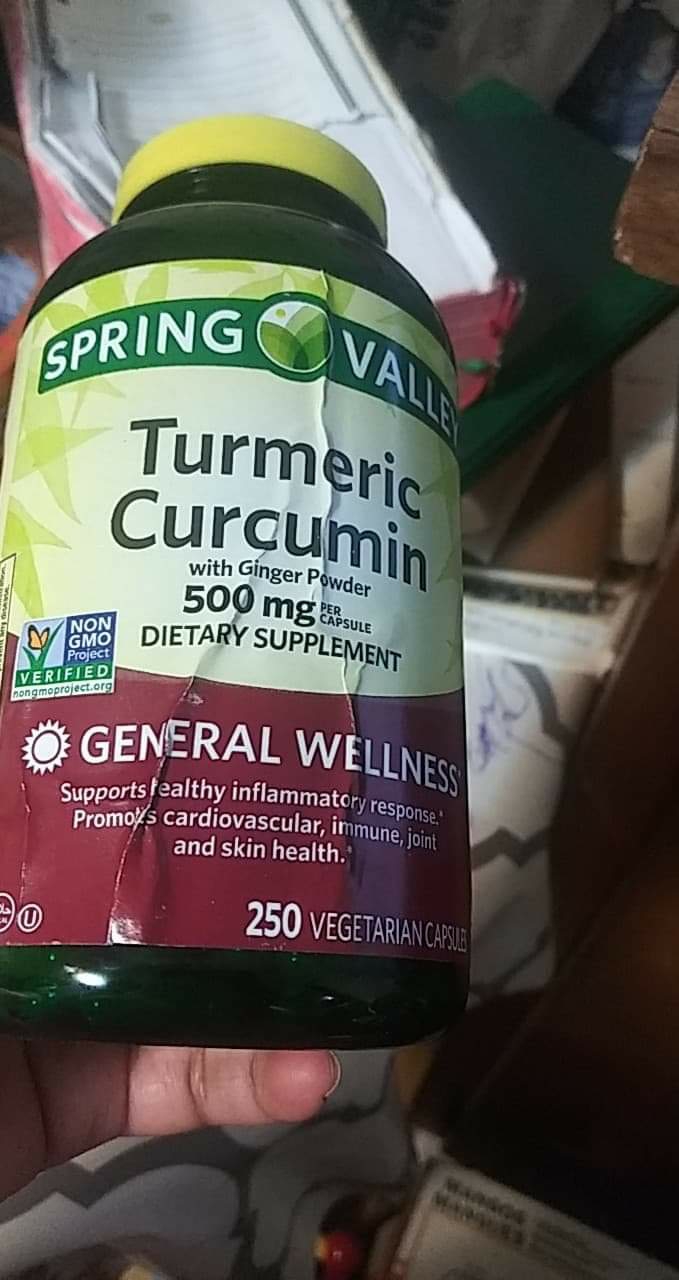 SPRING VALLEY
Turmeric
Curcumin
with Ginger Powder
500 mg PER CAPSULE
DIETARY SUPPLEMENT
NON
GMO
Project
VERIFIED
nongmoproject.org
GENERAL WELLNESS*
Supports healthy inflammatory response.*
Promotes cardiovascular, immune, joint
and skin health.*
U
250 VEGETARIAN CAPSULES